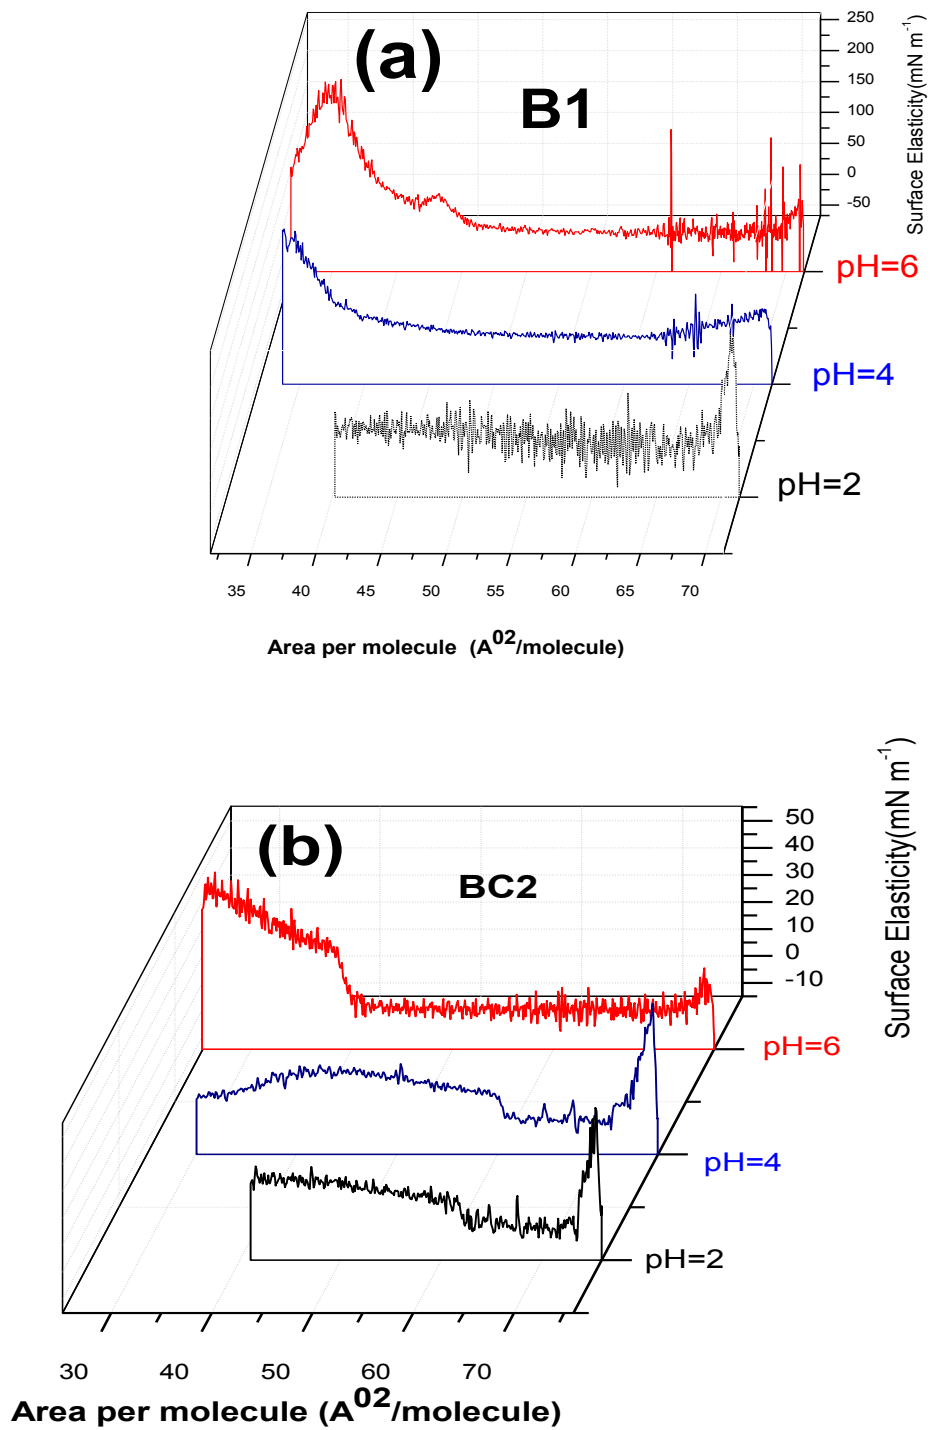 (a)
B1
250
200
150
100
50
0
-50
Surface Elasticity(mN m-1)
pH=6
pH=4
pH=2
35 40 45 50 55 60 65 70
Area per molecule (A02/molecule)
(b)
BC2
50
40
30
20
10
0
-10
Surface Elasticity(mN m-1)
pH=6
pH=4
pH=2
30 40 50 60 70
Area per molecule (A02/molecule)